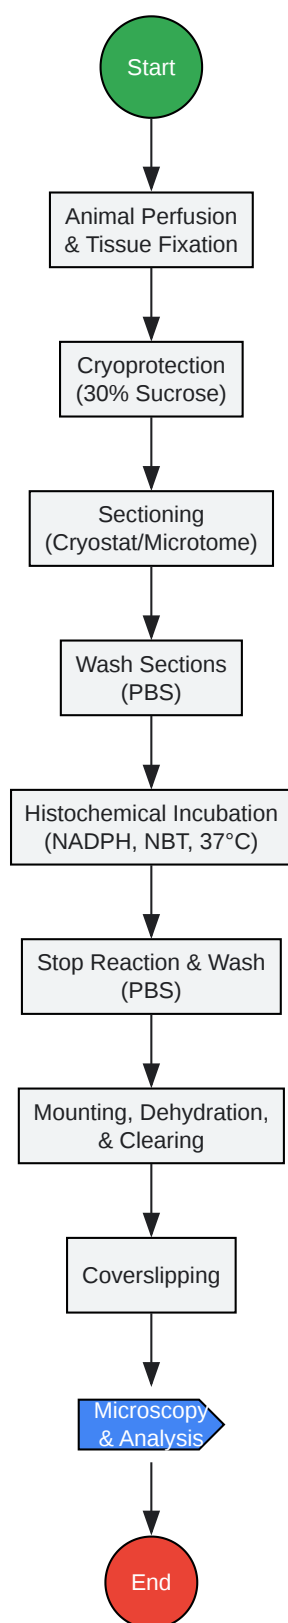 Start
Animal Perfusion
& Tissue Fixation
Cryoprotection
(30% Sucrose)
Sectioning
(Cryostat/Microtome)
Wash Sections
(PBS)
Histochemical Incubation
(NADPH, NBT, 37°C)
Stop Reaction & Wash
(PBS)
Mounting, Dehydration,
& Clearing
Coverslipping
Microscopy
& Analysis
End